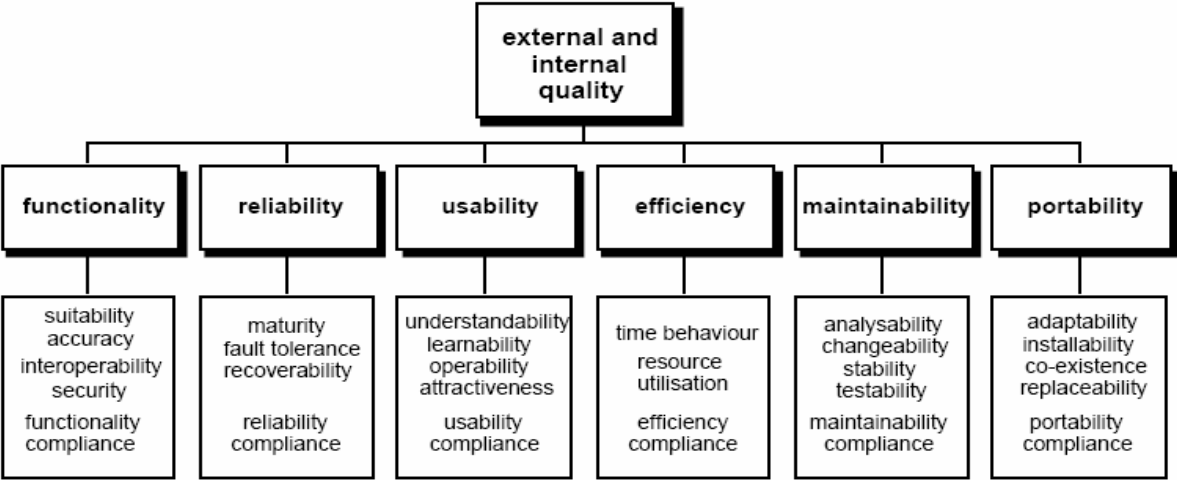 external and
internal
quality
functionality
reliability
usability
efficiency
maintainability
portability
suitability
accuracy
interoperability
security
functionality
compliance
maturity
fault tolerance
recoverability
reliability
compliance
understandability
learnability
operability
attractiveness
usability
compliance
time behaviour
resource
utilisation
efficiency
compliance
analysability
changeability
stability
testability
maintainability
compliance
adaptability
installability
co-existence
replaceability
portability
compliance